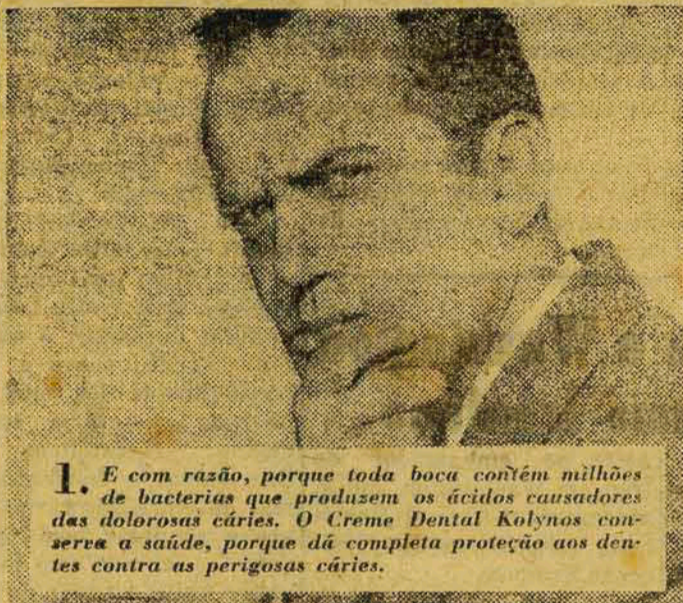 1. E com razão, porque toda boca contém milhões
de bacterias que produzem os ácidos causadores
das dolorosas cáries. O Creme Dental Kolynos con-
serva a saúde, porque dá completa proteção aos den-
tes contra as perigosas cáries.